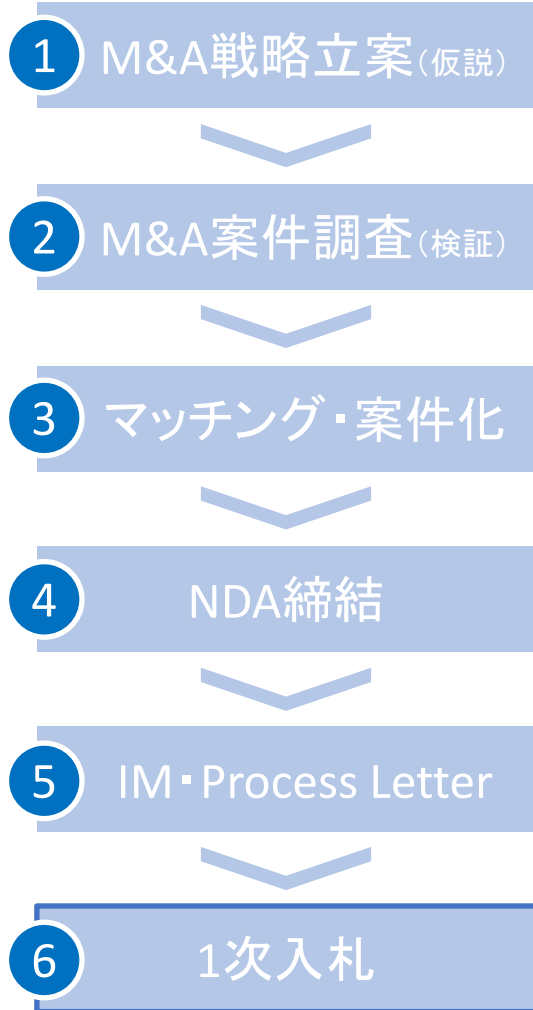 1 M&A戦略立案(仮説)
2 M&A案件調査(検証)
3 マッチング・案件化
4 NDA締結
5 IM・Process Letter
6 1次入札